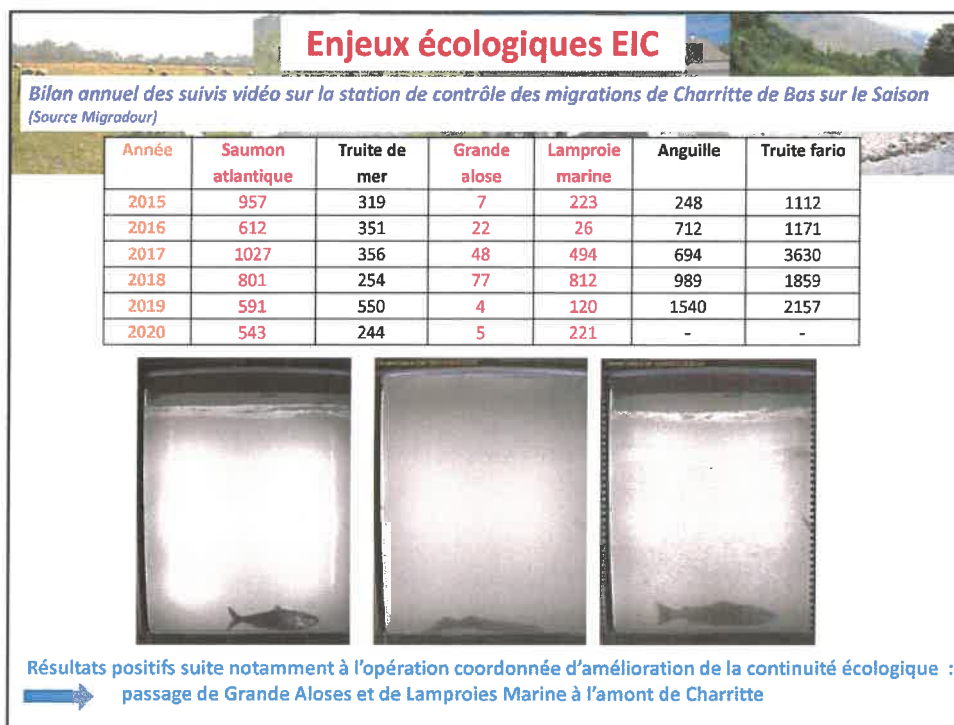 Enjeux écologiques EIC
Bilan annuel des suivis vidéo sur la station de contrôle des migrations de Charritte de Bas sur le Saison
(Source Migradour)
Année Saumon atlantique Truite de mer Grande alose Lamproie marine Anguille Truite fario
2015 957 319 7 223 248 1112
2016 612 351 22 26 712 1171
2017 1027 356 48 494 694 3630
2018 801 254 77 812 989 1859
2019 591 550 4 120 1540 2157
2020 543 244 5 221 - -
Résultats positifs suite notamment à l'opération coordonnée d'amélioration de la continuité écologique :
passage de Grande Aloses et de Lamproies Marine à l'amont de Charritte